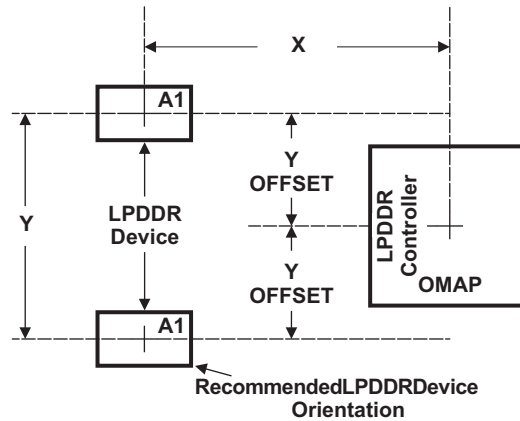 X
A1
Y
OFFSET
Y
LPDDR
Device
LPDDR
Controller
OMAP
Y
OFFSET
A1
RecommendedLPDDRDevice
Orientation